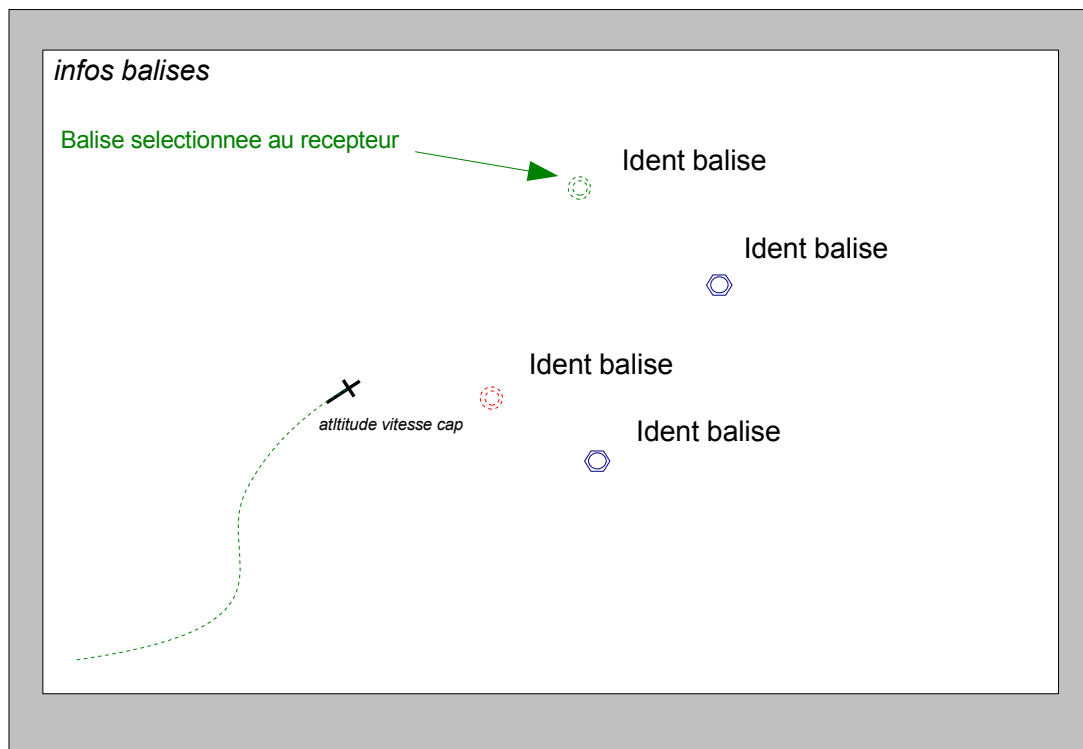 infos balises
Balise selectionnee au recepteur
Ident balise
Ident balise
Ident balise
atltitude vitesse cap
Ident balise